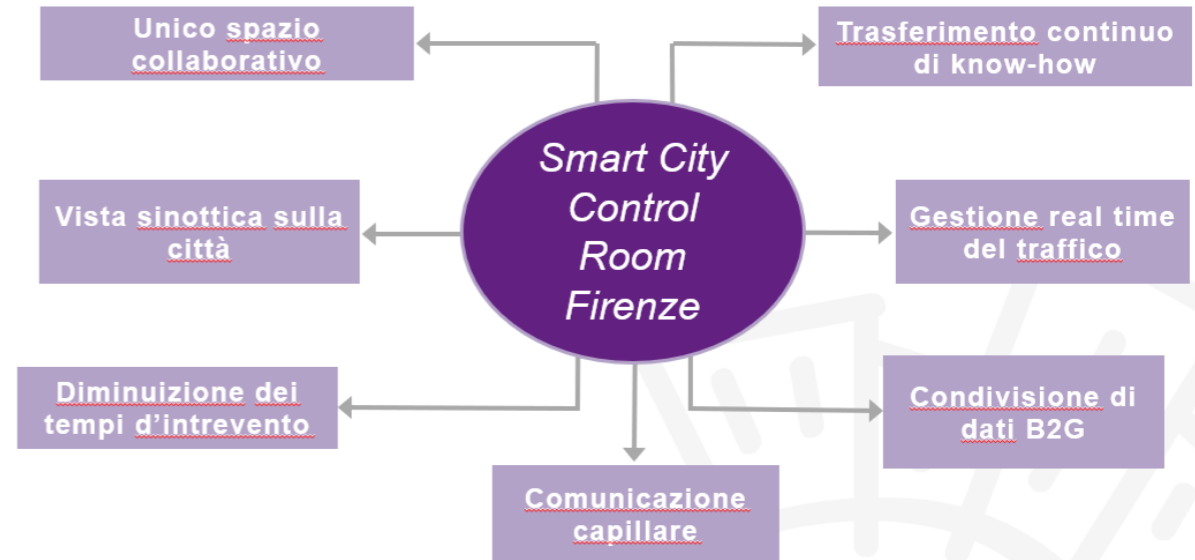 Unico spazio
collaborativo
Trasferimento continuo
di know-how
Smart City
Control
Room
Firenze
Vista sinottica sulla
città
Gestione real time
del traffico
Diminuizione dei
tempi d’intrevento
Condivisione di
dati B2G
Comunicazione
capillare